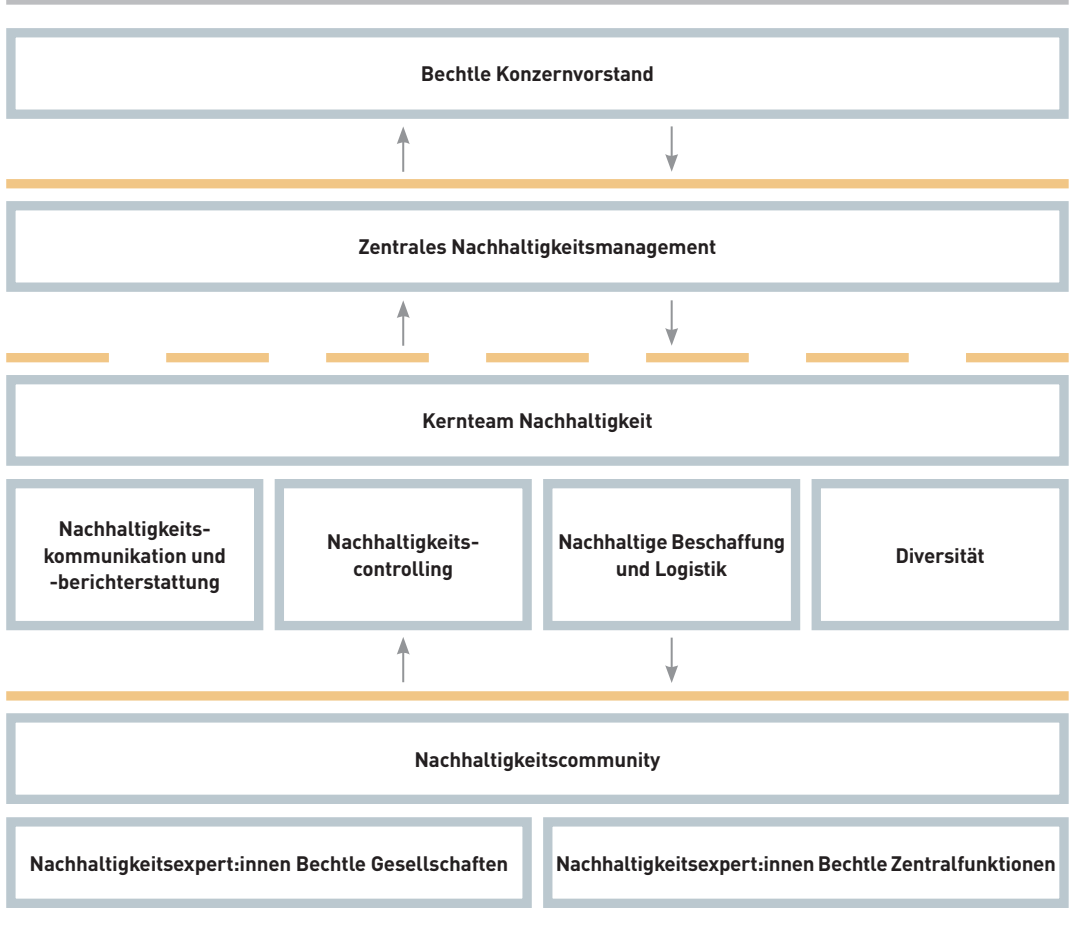 Bechtle Konzernvorstand
Zentrales Nachhaltigkeitsmanagement
Kernteam Nachhaltigkeit
Nachhaltigkeits-
kommunikation und
-berichterstattung
Nachhaltigkeits-
controlling
Nachhaltige Beschaffung
und Logistik
Diversität
Nachhaltigkeitscommunity
Nachhaltigkeitsexpert:innen Bechtle Gesellschaften
Nachhaltigkeitsexpert:innen Bechtle Zentralfunktionen